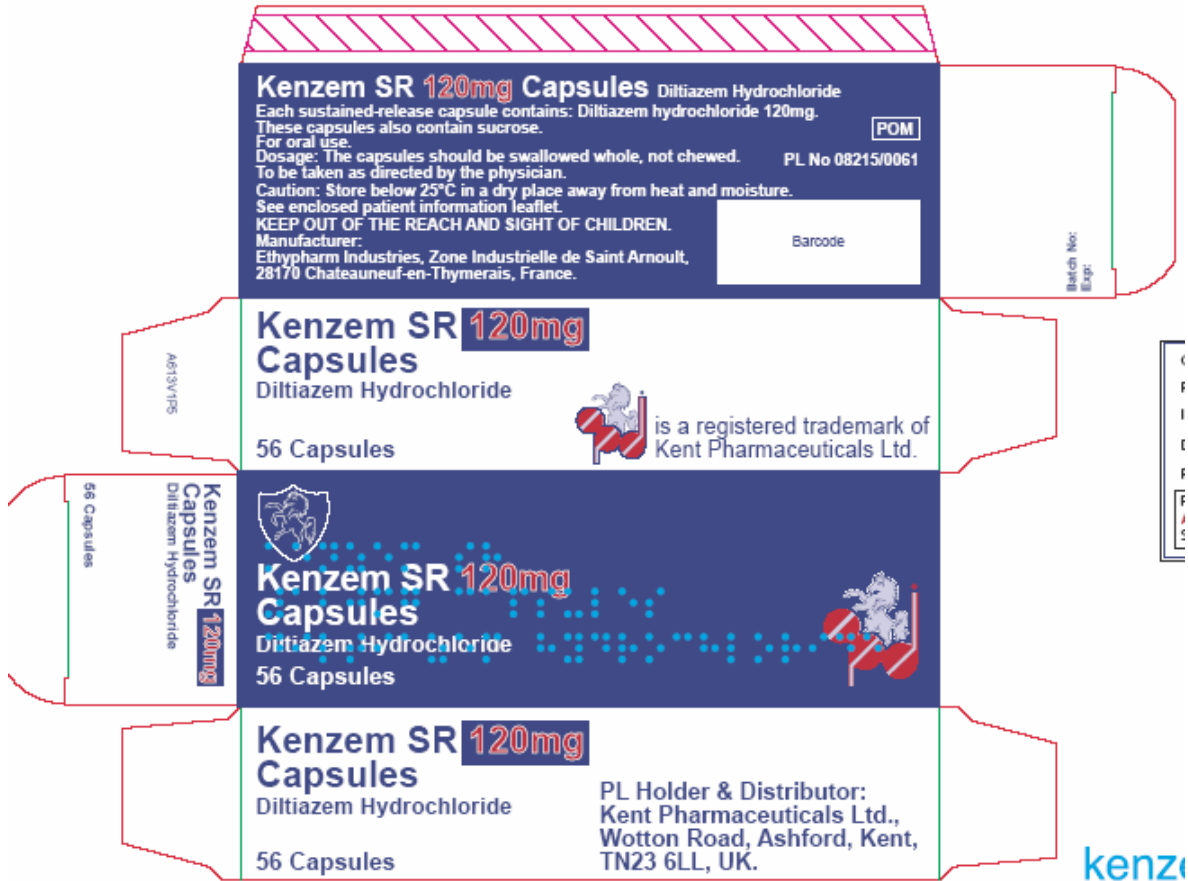 Kenzem SR 120mg Capsules Diltiazem Hydrochloride
Each sustained-release capsule contains: Diltiazem hydrochloride 120mg.
These capsules also contain sucrose.
POM
For oral use.
Dosage: The capsules should be swallowed whole, not chewed.
PL No 08215/0061
To be taken as directed by the physician.
Caution: Store below 25°C in a dry place away from heat and moisture.
See enclosed patient information leaflet.
KEEP OUT OF THE REACH AND SIGHT OF CHILDREN.
Manufacturer:
Ethypharm Industries, Zone Industrielle de Saint Arnoult,
28170 Chateauneuf-en-Thymerais, France.
Barcode
Batch No:
Exp:
A613V1P5
Kenzem SR 120mg
Capsules
Diltiazem Hydrochloride
56 Capsules
is a registered trademark of
Kent Pharmaceuticals Ltd.
Kenzem SR 120mg
Capsules
Diltiazem Hydrochloride
56 Capsules
Kenzem SR 120mg
Capsules
Diltiazem Hydrochloride
56 Capsules
Kenzem SR 120mg
Capsules
Diltiazem Hydrochloride
56 Capsules
PL Holder & Distributor:
Kent Pharmaceuticals Ltd.,
Wotton Road, Ashford, Kent,
TN23 6LL, UK.